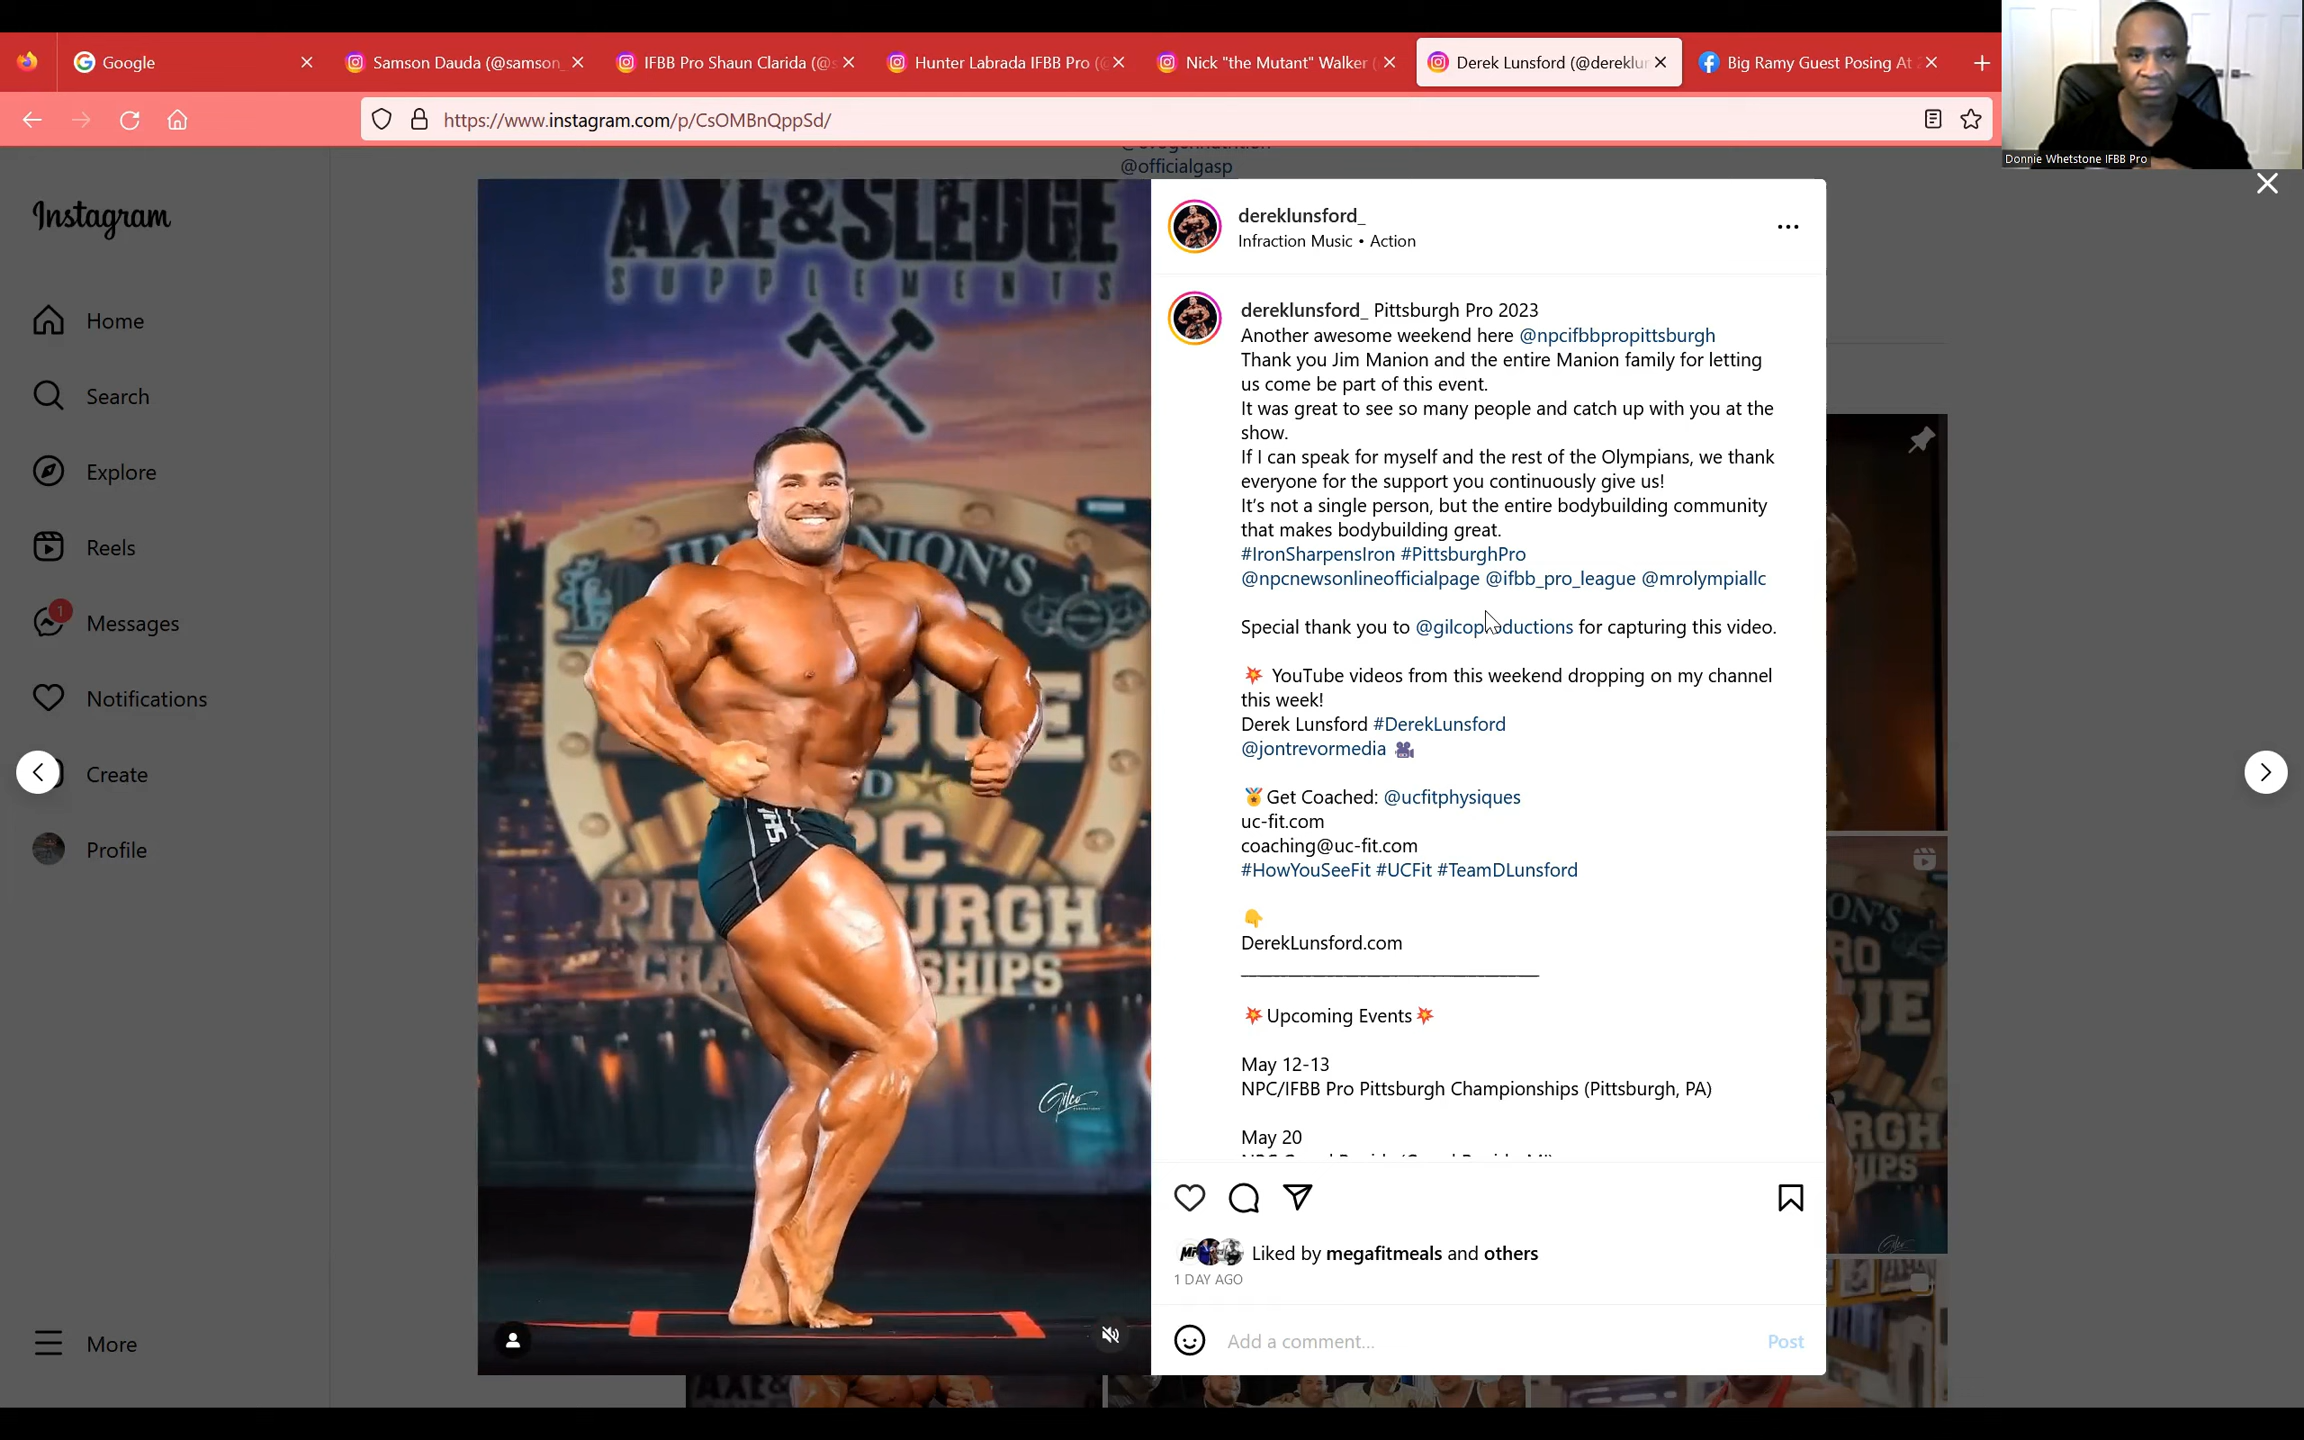 Google
Samson Dauda (@samson_
IFBB Pro Shaun Clarida (@s
Hunter Labrada IFBB Pro (@
Nick "the Mutant" Walker (
Derek Lunsford (@dereklun
Big Ramy Guest Posing At
https://www.instagram.com/p/CsOMBnQppSd/
Donnie Whetstone IFBB Pro
@officialgasp
Instagram
Home
Search
Explore
Reels
1
Messages
Notifications
Create
Profile
More
AXE & SLEDGE
SUPPLEMENTS
PITTSBURGH
CHAMPIONSHIPS
Gilco
dereklunsford_
Infraction Music • Action
dereklunsford_ Pittsburgh Pro 2023
Another awesome weekend here @npcifbbpropittsburgh
Thank you Jim Manion and the entire Manion family for letting
us come be part of this event.
It was great to see so many people and catch up with you at the
show.
If I can speak for myself and the rest of the Olympians, we thank
everyone for the support you continuously give us!
It's not a single person, but the entire bodybuilding community
that makes bodybuilding great.
#IronSharpensIron #PittsburghPro
@npcnewsonlineofficialpage @ifbb_pro_league @mrolympiallc
Special thank you to @gilcoproductions for capturing this video.
💥 YouTube videos from this weekend dropping on my channel
this week!
Derek Lunsford #DerekLunsford
@jontrevormedia 🎥
🏅Get Coached: @ucfitphysiques
uc-fit.com
coaching@uc-fit.com
#HowYouSeeFit #UCFit #TeamDLunsford
👇
DerekLunsford.com
💥Upcoming Events💥
May 12-13
NPC/IFBB Pro Pittsburgh Championships (Pittsburgh, PA)
May 20
Liked by megafitmeals and others
1 DAY AGO
Add a comment...
Post